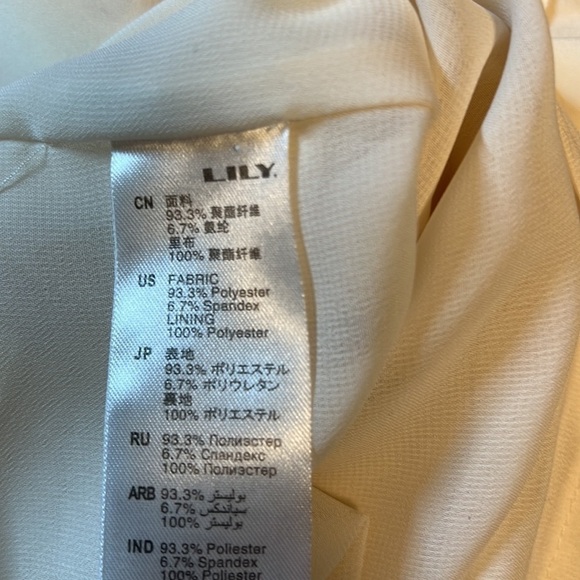 LILY.
CN 面料
93.3% 聚酯纤维
6.7% 氨纶
里布
100% 聚酯纤维
US FABRIC
93.3% Polyester
6.7% Spandex
LINING
100% Polyester
JP 表地
93.3% ポリエステル
6.7% ポリウレタン
裏地
100% ポリエステル
RU 93.3% Полиэстер
6.7% Спандекс
100% Полиэстер
ARB 93.3% بوليستر
6.7% سباندكس
100% بوليستر
IND 93.3% Poliester
6.7% Spandex
100% Poliester